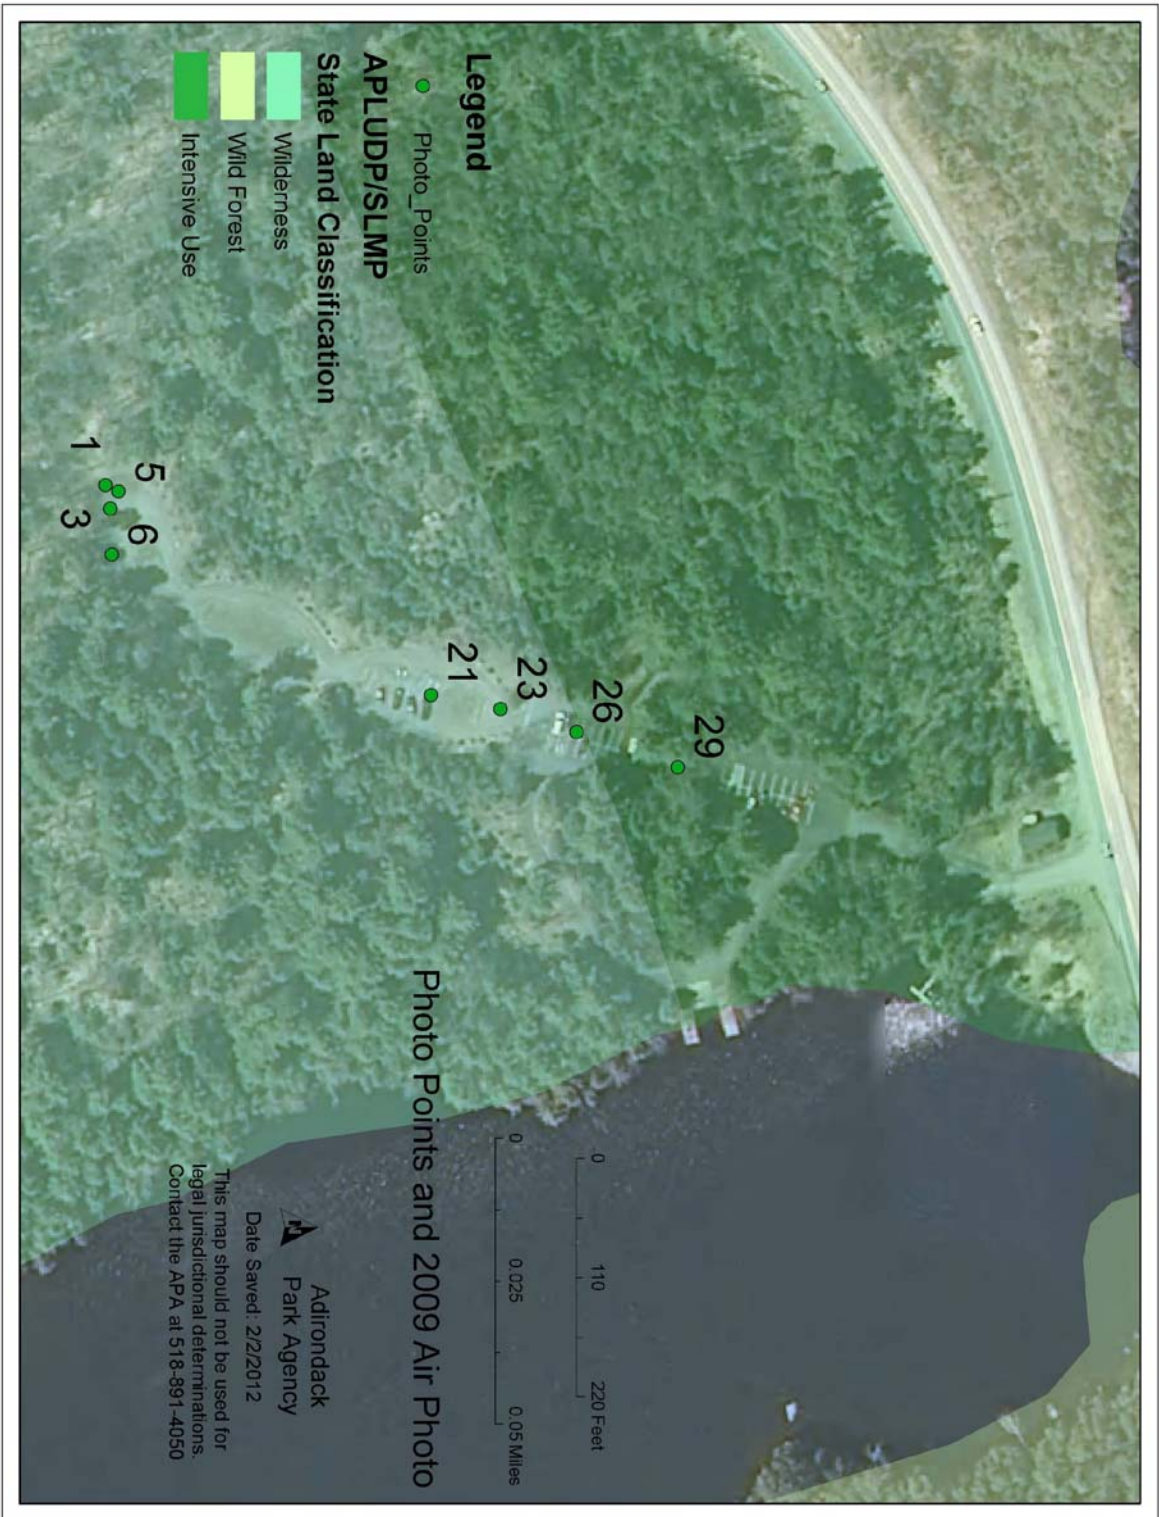 Legend
Photo_Points
APLUDP/SLMP
State Land Classification
Wilderness
Wild Forest
Intensive Use
1
5
3
6
21
23
26
29
Photo Points and 2009 Air Photo
0 110 220 Feet
0 0.025 0.05 Miles
N
Adirondack
Park Agency
Date Saved: 2/2/2012
This map should not be used for
legal jurisdictional determinations.
Contact the APA at 518-891-4050